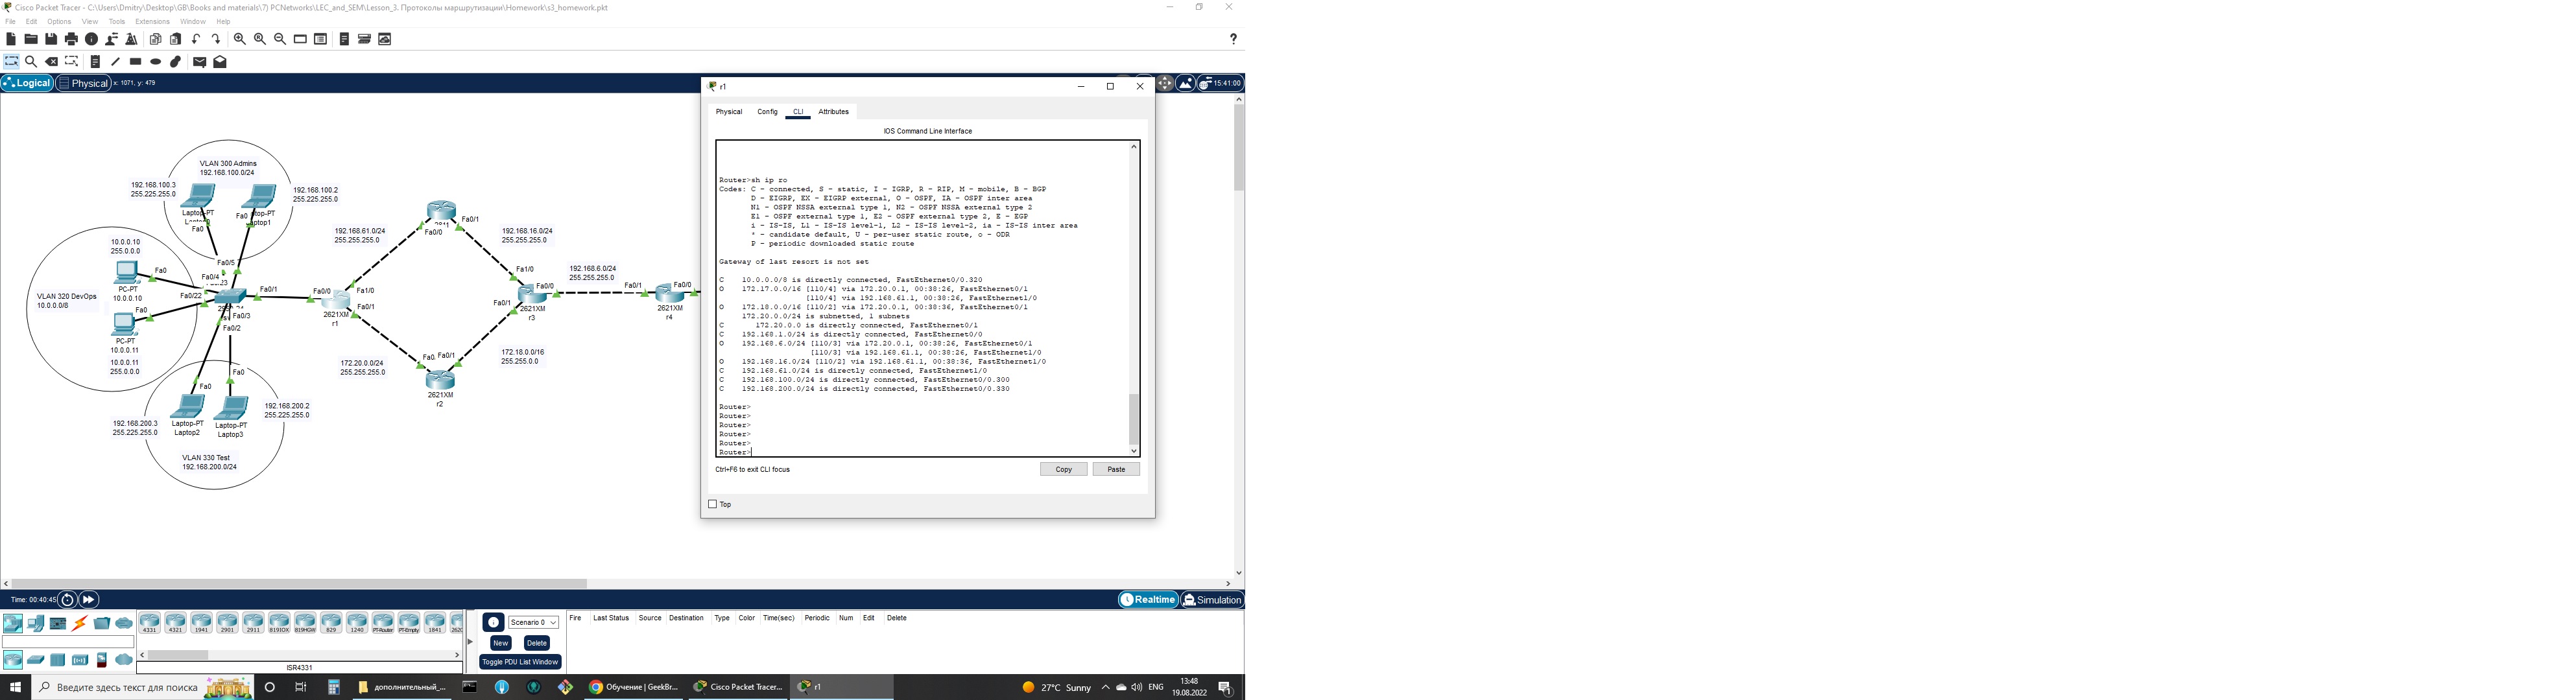 Cisco Packet Tracer - C:\Users\Dmitry\Desktop\GB\Books and materials\7) PCNetworks\LEC_and_SEM\Lesson_3. Протоколы маршрутизации\Homework\s3_homework.pkt
File Edit Options View Tools Extensions Window Help
?
Logical Physical x: 1071, y: 479
15:41:00
VLAN 300 Admins
192.168.100.0/24
192.168.100.3
255.225.255.0
192.168.100.2
255.225.255.0
Laptop-PT
Fa0
Fa0
top-PT
aptop1
10.0.0.10
255.0.0.0
Fa0
PC-PT
10.0.0.10
VLAN 320 DevOps
10.0.0.0/8
Fa0
PC-PT
10.0.0.11
10.0.0.11
255.0.0.0
Fa0/5
Fa0/4
Fa0/22
Fa0/1
Fa0/3
Fa0/2
Fa0
Fa0
192.168.200.3
255.225.255.0
Laptop-PT
Laptop2
Laptop-PT
Laptop3
192.168.200.2
255.225.255.0
VLAN 330 Test
192.168.200.0/24
Fa0/0
Fa1/0
Fa0/1
2621XM
r1
192.168.61.0/24
255.255.255.0
Fa0/0
Fa0/1
192.168.16.0/24
255.255.255.0
172.20.0.0/24
255.255.255.0
Fa0/1
2621XM
r2
172.18.0.0/16
255.255.0.0
Fa1/0
Fa0/0
Fa0/1
2621XM
r3
192.168.6.0/24
255.255.255.0
Fa0/1
Fa0/0
2621XM
r4
r1
Physical Config CLI Attributes
IOS Command Line Interface
Router>sh ip ro
Codes: C - connected, S - static, I - IGRP, R - RIP, M - mobile, B - BGP
D - EIGRP, EX - EIGRP external, O - OSPF, IA - OSPF inter area
N1 - OSPF NSSA external type 1, N2 - OSPF NSSA external type 2
E1 - OSPF external type 1, E2 - OSPF external type 2, E - EGP
i - IS-IS, L1 - IS-IS level-1, L2 - IS-IS level-2, ia - IS-IS inter area
* - candidate default, U - per-user static route, o - ODR
P - periodic downloaded static route
Gateway of last resort is not set
C 10.0.0.0/8 is directly connected, FastEthernet0/0.320
O 172.17.0.0/16 [110/4] via 172.20.0.1, 00:38:26, FastEthernet0/1
[110/4] via 192.168.61.1, 00:38:26, FastEthernet1/0
O 172.18.0.0/16 [110/2] via 172.20.0.1, 00:38:36, FastEthernet0/1
172.20.0.0/24 is subnetted, 1 subnets
C 172.20.0.0 is directly connected, FastEthernet0/1
C 192.168.1.0/24 is directly connected, FastEthernet0/0
O 192.168.6.0/24 [110/3] via 172.20.0.1, 00:38:26, FastEthernet0/1
[110/3] via 192.168.61.1, 00:38:26, FastEthernet1/0
O 192.168.16.0/24 [110/2] via 192.168.61.1, 00:38:36, FastEthernet1/0
C 192.168.61.0/24 is directly connected, FastEthernet1/0
C 192.168.100.0/24 is directly connected, FastEthernet0/0.300
C 192.168.200.0/24 is directly connected, FastEthernet0/0.330
Router>
Router>
Router>
Router>
Router>
Router>
Ctrl+F6 to exit CLI focus
Copy Paste
Top
Time: 00:40:45
Realtime Simulation
4331 4321 1941 2901 2911 819IOX 819HGW 829 1240 PT-Router PT-Empty 1841
ISR4331
Scenario 0
New Delete
Toggle PDU List Window
Fire Last Status Source Destination Type Color Time(sec) Periodic Num Edit Delete
Введите здесь текст для поиска
дополнительный_...
Обучение | GeekBr...
Cisco Packet Tracer...
r1
27°C Sunny
ENG
13:48
19.08.2022
1